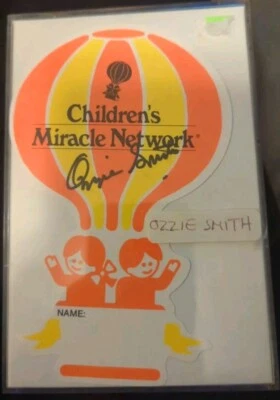 Children's
Miracle Network®
Ozzie Smith
OZZIE SMITH
NAME: